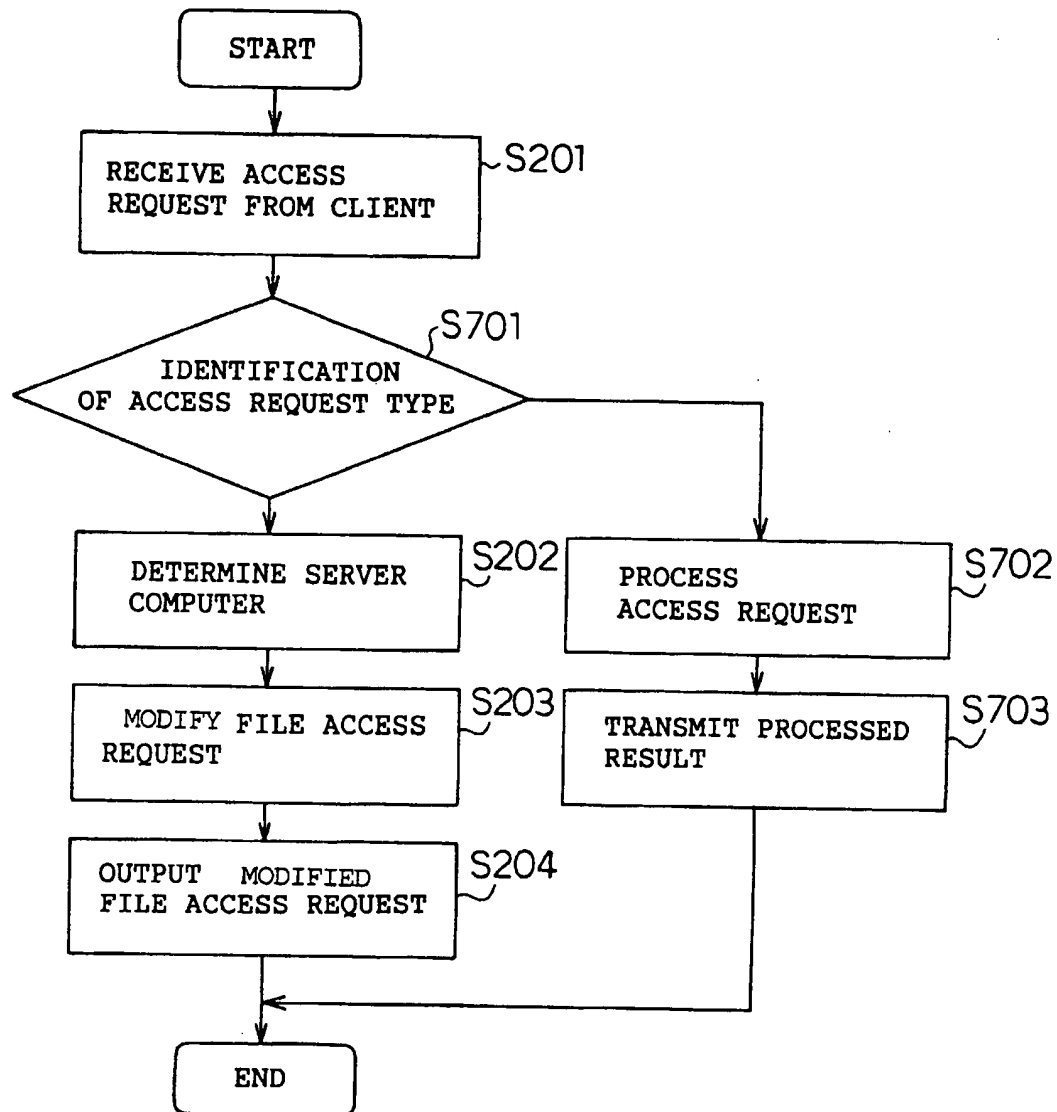 START
RECEIVE ACCESS
REQUEST FROM CLIENT
S201
IDENTIFICATION
OF ACCESS REQUEST TYPE
S701
DETERMINE SERVER
COMPUTER
S202
PROCESS
ACCESS REQUEST
S702
MODIFY FILE ACCESS
REQUEST
S203
TRANSMIT PROCESSED
RESULT
S703
OUTPUT MODIFIED
FILE ACCESS REQUEST
S204
END